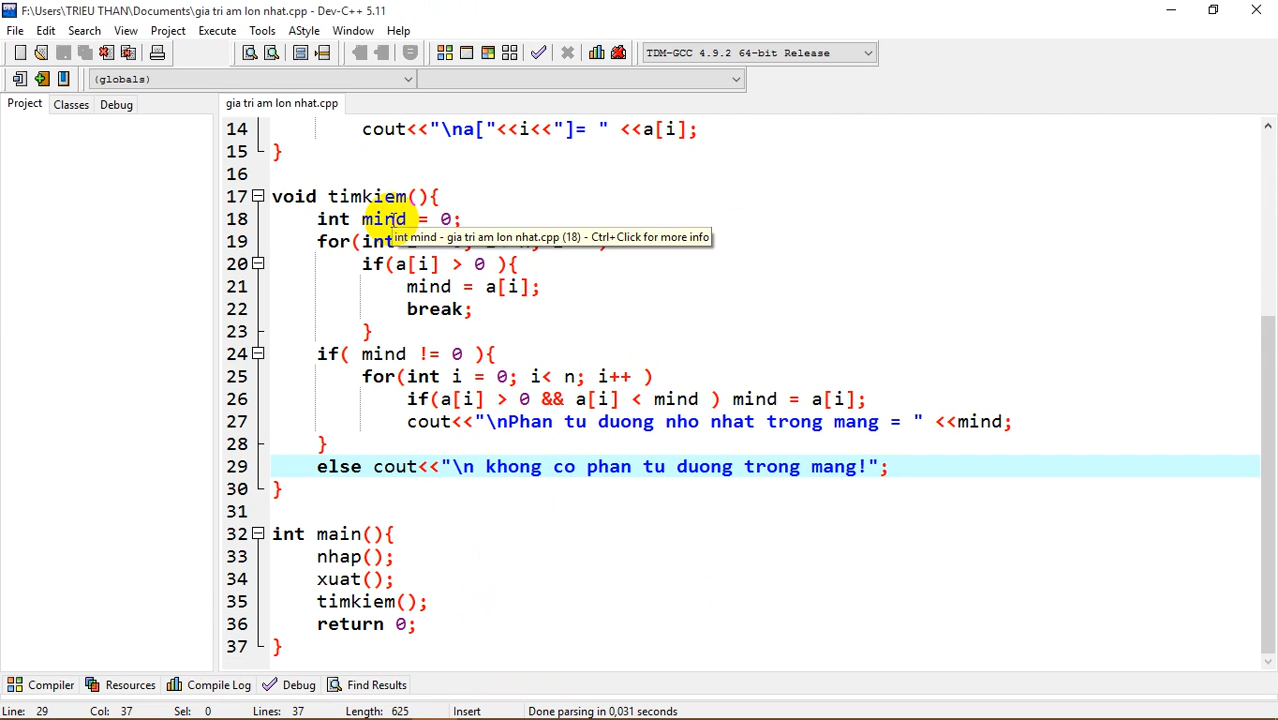 F:\Users\TRIEU THAN\Documents\gia tri am lon nhat.cpp - Dev-C++ 5.11
File Edit Search View Project Execute Tools AStyle Window Help
TDM-GCC 4.9.2 64-bit Release
(globals)
Project Classes Debug gia tri am lon nhat.cpp
14 cout<<"\na["<<i<<"]= " <<a[i];
15 }
16
17 void timkiem(){
18 int mind = 0;
int mind - gia tri am lon nhat.cpp (18) - Ctrl+Click for more info
19 for(int
20 if(a[i] > 0 ){
21 mind = a[i];
22 break;
23 }
24 if( mind != 0 ){
25 for(int i = 0; i< n; i++ )
26 if(a[i] > 0 && a[i] < mind ) mind = a[i];
27 cout<<"\nPhan tu duong nho nhat trong mang = " <<mind;
28 }
29 else cout<<"\n khong co phan tu duong trong mang!";
30 }
31
32 int main(){
33 nhap();
34 xuat();
35 timkiem();
36 return 0;
37 }
Compiler Resources Compile Log Debug Find Results
Line: 29 Col: 37 Sel: 0 Lines: 37 Length: 625 Insert Done parsing in 0,031 seconds